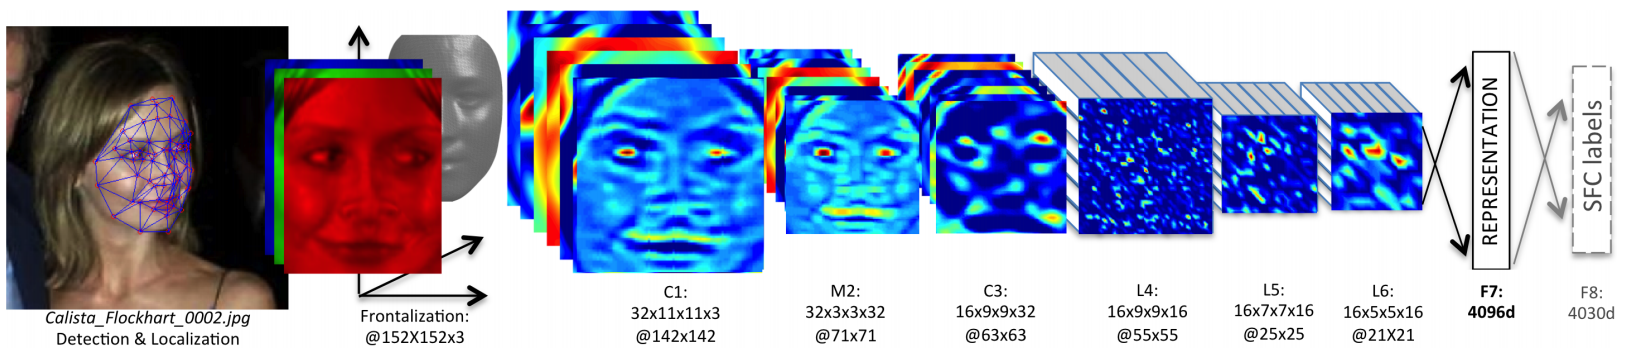 Calista_Flockhart_0002.jpg
Detection & Localization
Frontalization:
@152X152x3
C1:
32x11x11x3
@142x142
M2:
32x3x3x32
@71x71
C3:
16x9x9x32
@63x63
L4:
16x9x9x16
@55x55
L5:
16x7x7x16
@25x25
L6:
16x5x5x16
@21X21
REPRESENTATION
F7:
4096d
SFC labels
F8:
4030d